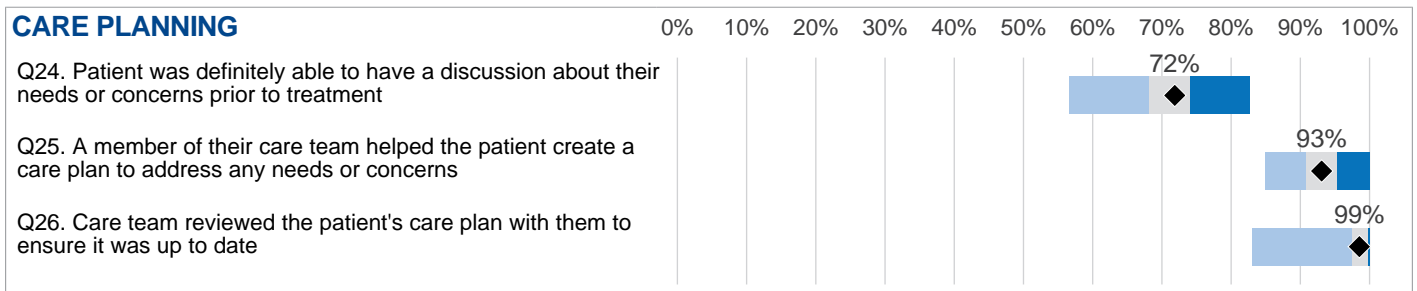 CARE PLANNING
0% 10% 20% 30% 40% 50% 60% 70% 80% 90% 100%
Q24. Patient was definitely able to have a discussion about their
needs or concerns prior to treatment
72%
Q25. A member of their care team helped the patient create a
care plan to address any needs or concerns
93%
Q26. Care team reviewed the patient's care plan with them to
ensure it was up to date
99%